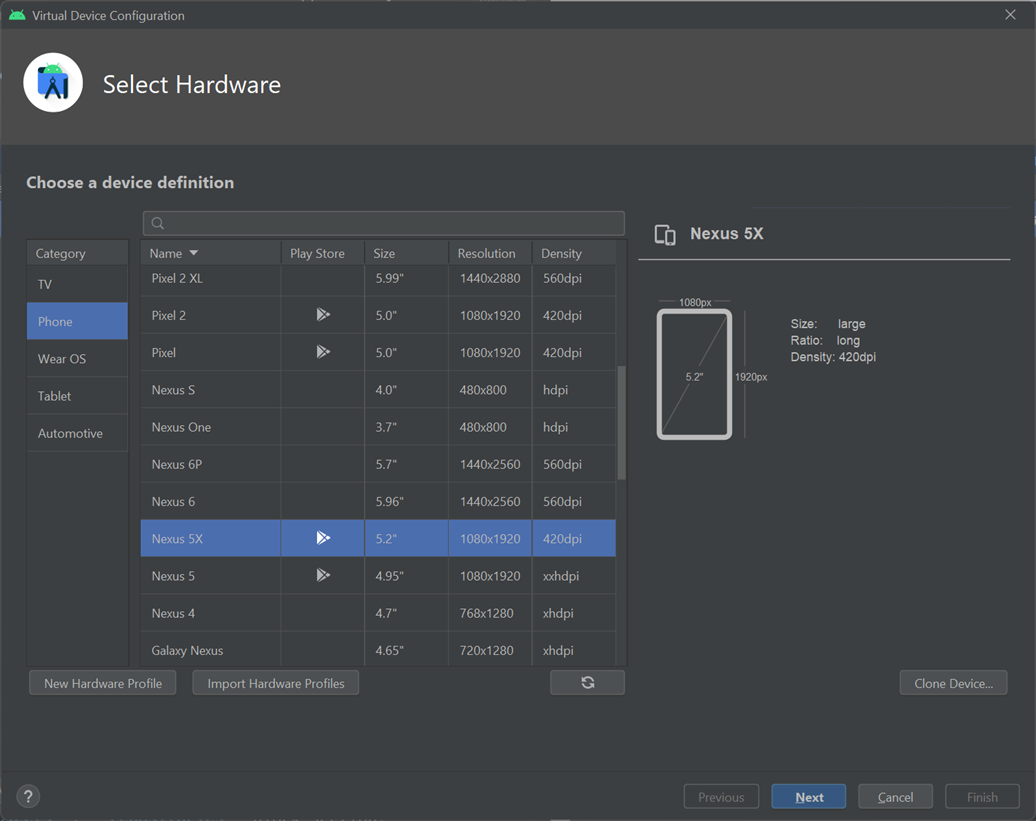 Virtual Device Configuration
Select Hardware
Choose a device definition
Category
TV
Phone
Wear OS
Tablet
Automotive
Name Play Store Size Resolution Density
Pixel 2 XL 5.99" 1440x2880 560dpi
Pixel 2 5.0" 1080x1920 420dpi
Pixel 5.0" 1080x1920 420dpi
Nexus S 4.0" 480x800 hdpi
Nexus One 3.7" 480x800 hdpi
Nexus 6P 5.7" 1440x2560 560dpi
Nexus 6 5.96" 1440x2560 560dpi
Nexus 5X 5.2" 1080x1920 420dpi
Nexus 5 4.95" 1080x1920 xxhdpi
Nexus 4 4.7" 768x1280 xhdpi
Galaxy Nexus 4.65" 720x1280 xhdpi
Nexus 5X
1080px
5.2"
1920px
Size: large
Ratio: long
Density: 420dpi
New Hardware Profile Import Hardware Profiles Clone Device...
? Previous Next Cancel Finish